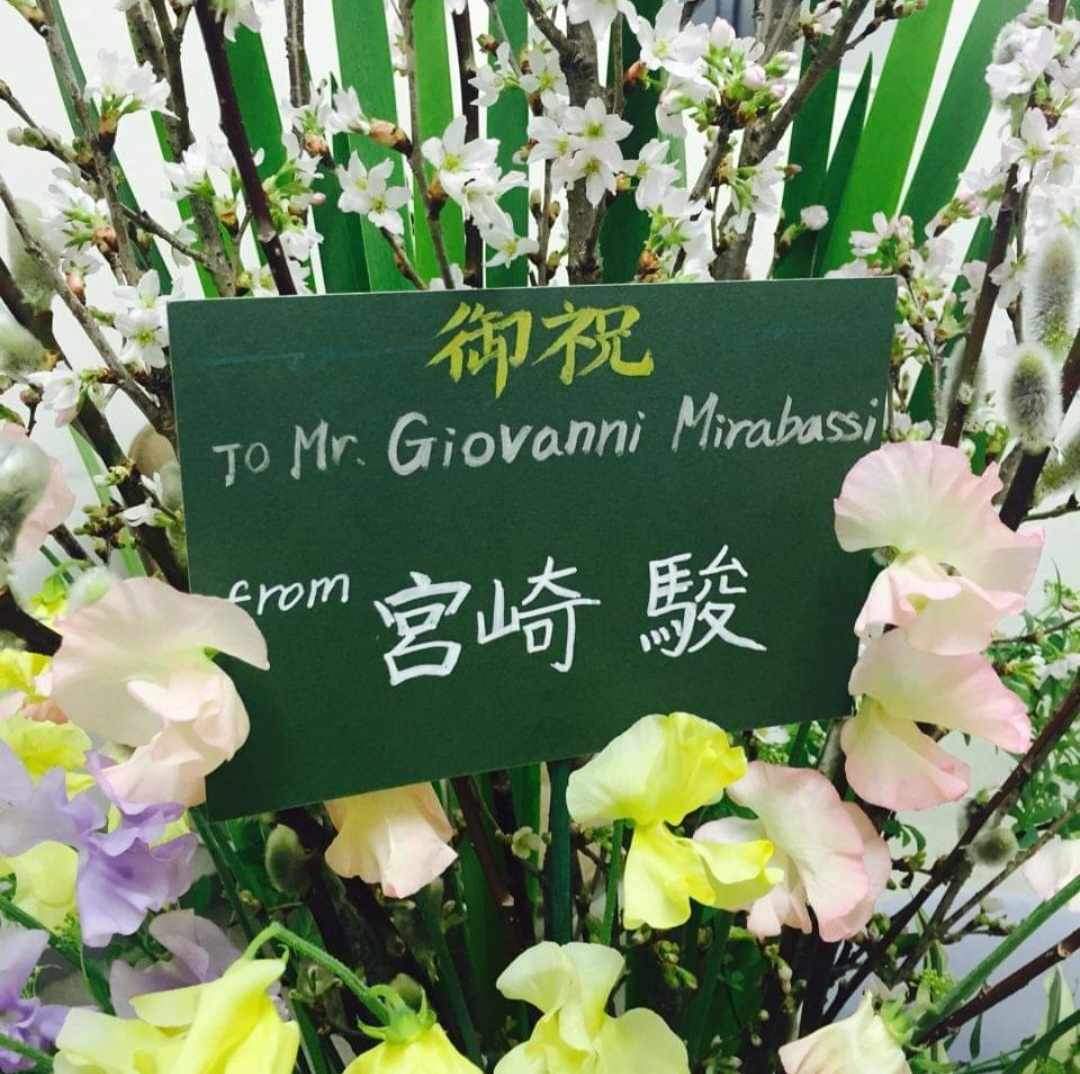 御祝
TO Mr. Giovanni Mirabassi
from 宮崎 駿